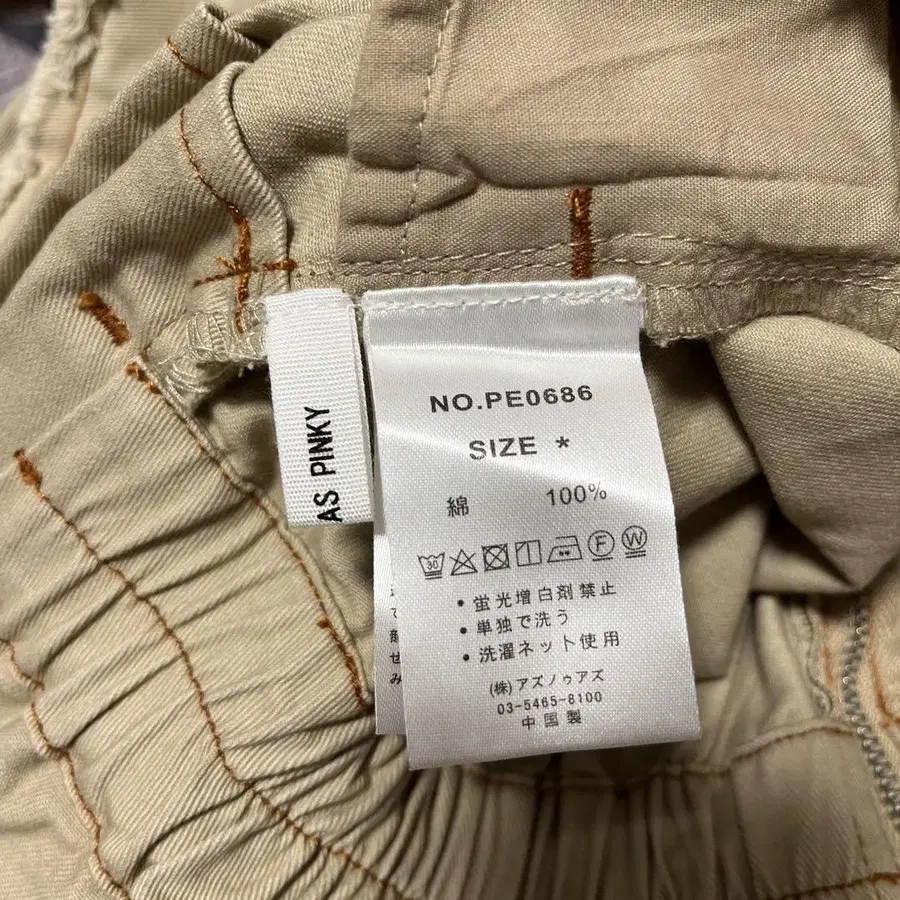 AS PINKY
NO.PE0686
SIZE *
綿 100%
30 F W
• 蛍光増白剤禁止
• 単独で洗う
• 洗濯ネット使用
(株) アズノゥアズ
03-5465-8100
中国製